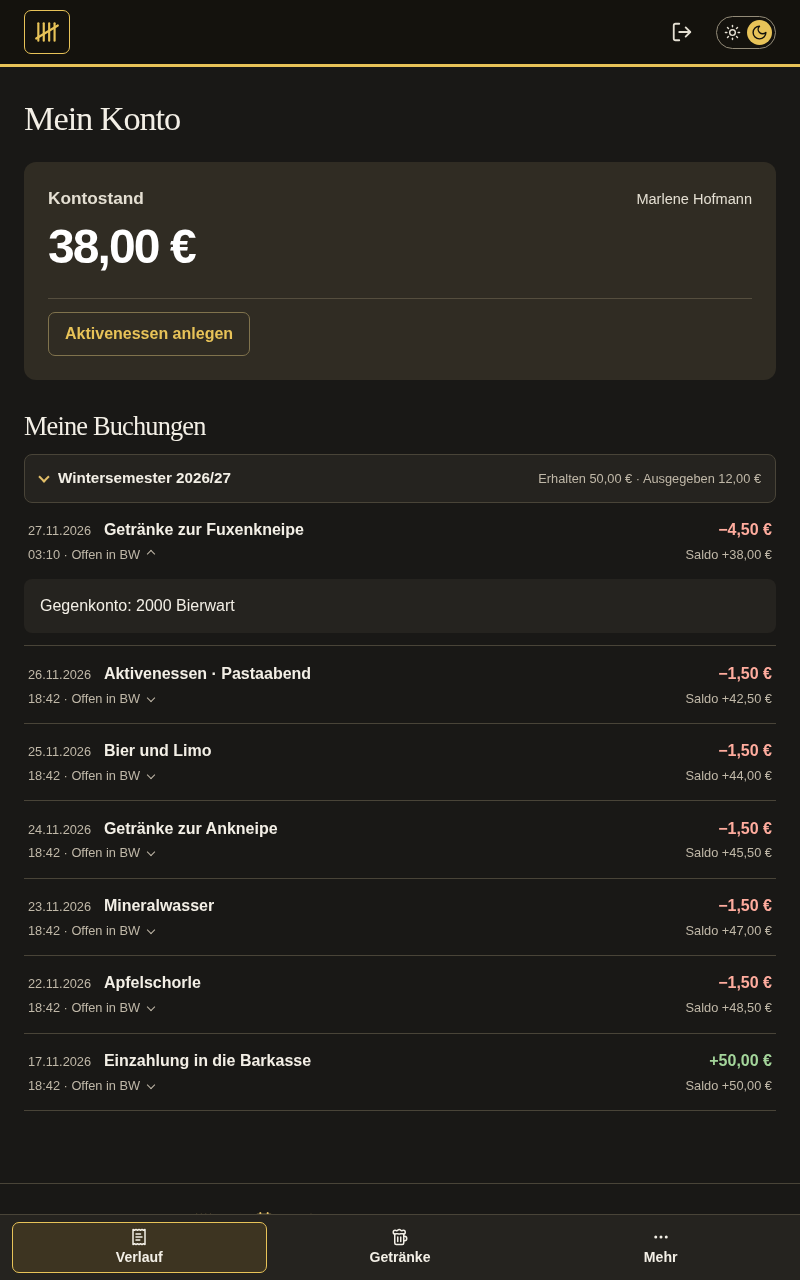 Mein Konto
Kontostand
Marlene Hofmann
38,00 €
Aktivenessen anlegen
Meine Buchungen
Wintersemester 2026/27
Erhalten 50,00 € · Ausgegeben 12,00 €
27.11.2026 Getränke zur Fuxenkneipe −4,50 €
03:10 · Offen in BW Saldo +38,00 €
Gegenkonto: 2000 Bierwart
26.11.2026 Aktivenessen · Pastaabend −1,50 €
18:42 · Offen in BW Saldo +42,50 €
25.11.2026 Bier und Limo −1,50 €
18:42 · Offen in BW Saldo +44,00 €
24.11.2026 Getränke zur Ankneipe −1,50 €
18:42 · Offen in BW Saldo +45,50 €
23.11.2026 Mineralwasser −1,50 €
18:42 · Offen in BW Saldo +47,00 €
22.11.2026 Apfelschorle −1,50 €
18:42 · Offen in BW Saldo +48,50 €
17.11.2026 Einzahlung in die Barkasse +50,00 €
18:42 · Offen in BW Saldo +50,00 €
Verlauf
Getränke
Mehr